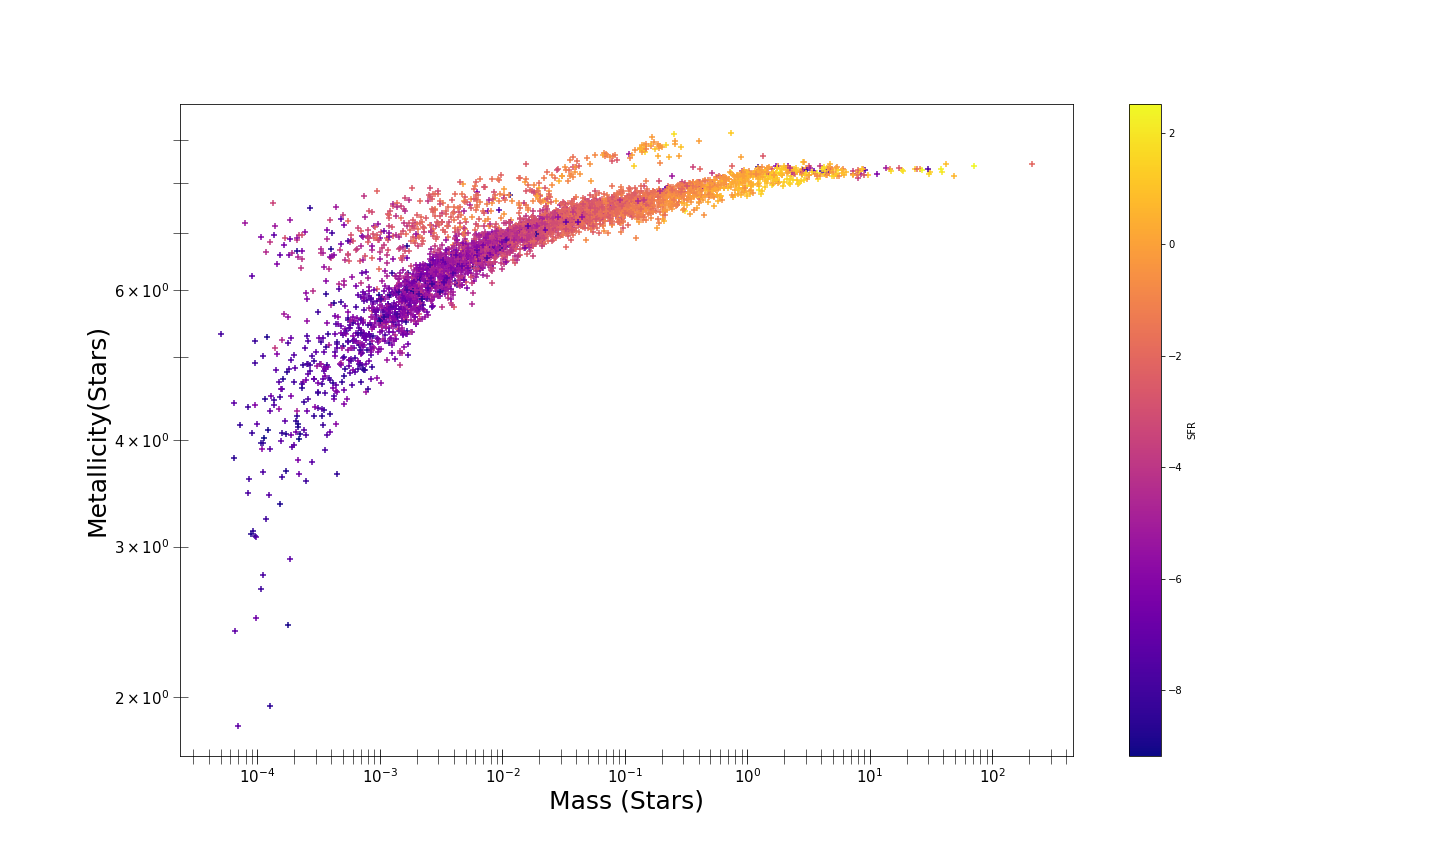 Metallicity(Stars)
6 × 10⁰
4 × 10⁰
3 × 10⁰
2 × 10⁰
10⁻⁴ 10⁻³ 10⁻² 10⁻¹ 10⁰ 10¹ 10²
Mass (Stars)
2
0
−2
−4
−6
−8
SFR